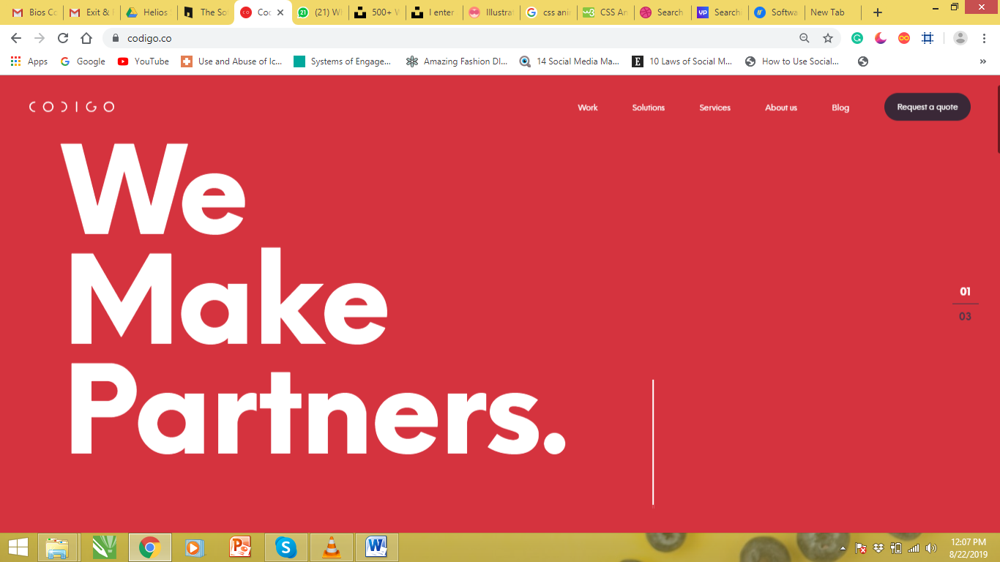 Bios Co
Exit &
Helios
The So
Coc
(21) W
500+ W
I enter
Illustrat
css ani
CSS An
Search
Search
Softwa
New Tab
codigo.co
Apps
Google
YouTube
Use and Abuse of Ic...
Systems of Engage...
Amazing Fashion DI...
14 Social Media Ma...
10 Laws of Social M...
How to Use Social...
CODIGO
Work
Solutions
Services
About us
Blog
Request a quote
We
Make
Partners.
01
03
12:07 PM
8/22/2019